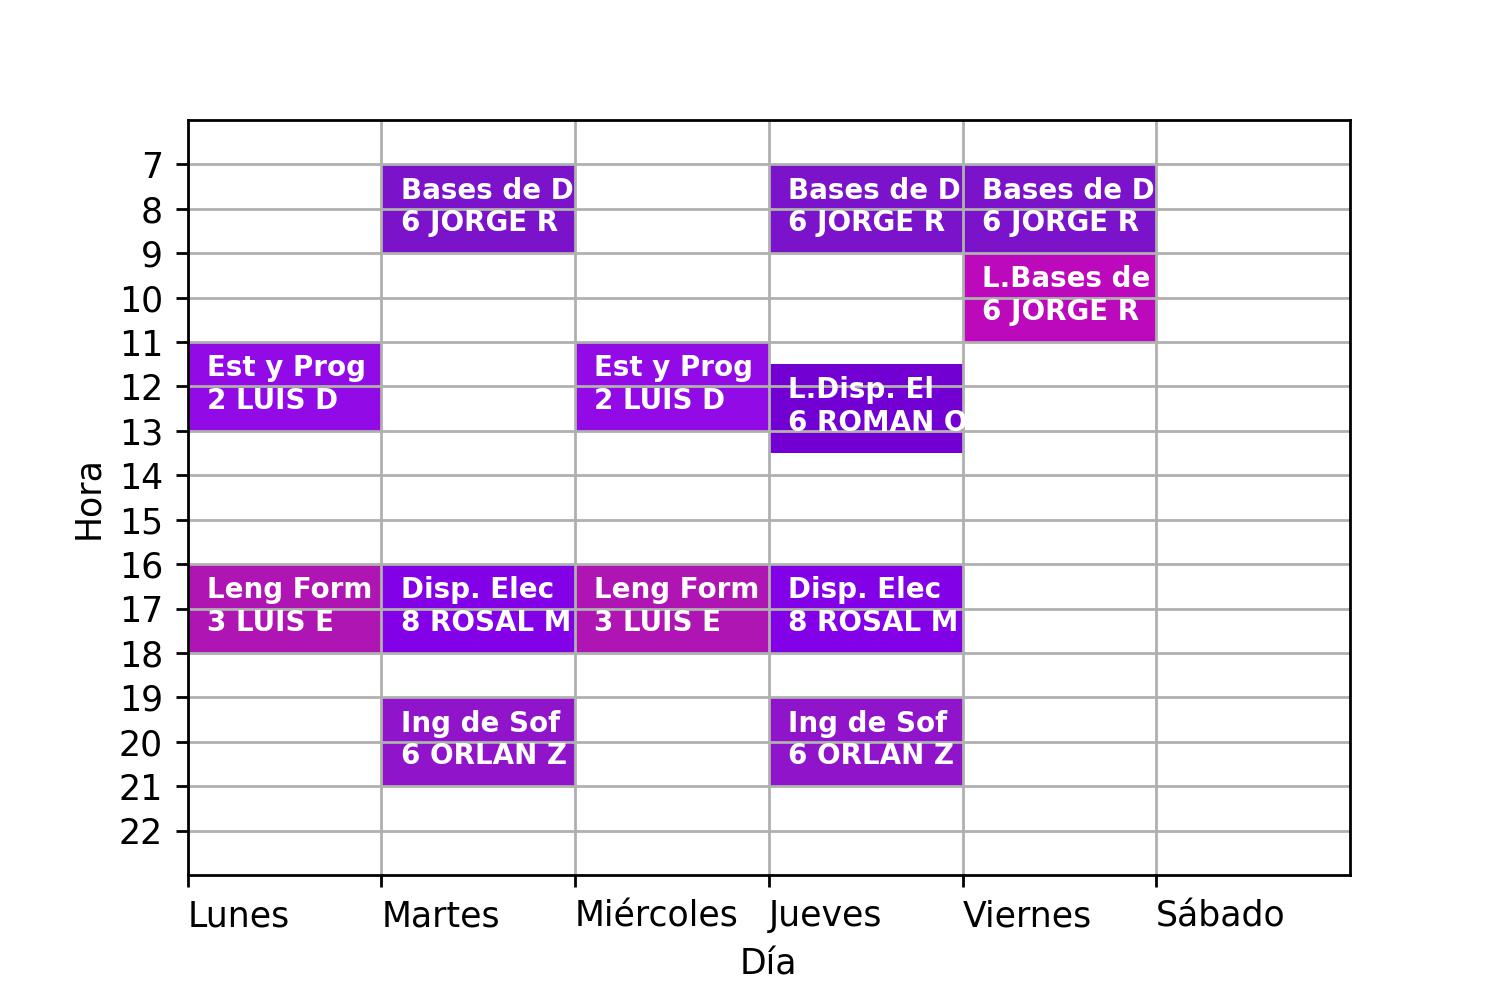 7
8
9
10
11
12
13
14
15
16
17
18
19
20
21
22
Hora
Bases de D
6 JORGE R
Bases de D
6 JORGE R
Bases de D
6 JORGE R
L.Bases de
6 JORGE R
Est y Prog
2 LUIS D
Est y Prog
2 LUIS D
L.Disp. El
6 ROMAN O
Leng Form
3 LUIS E
Disp. Elec
8 ROSAL M
Leng Form
3 LUIS E
Disp. Elec
8 ROSAL M
Ing de Sof
6 ORLAN Z
Ing de Sof
6 ORLAN Z
Lunes Martes Miércoles Jueves Viernes Sábado
Día